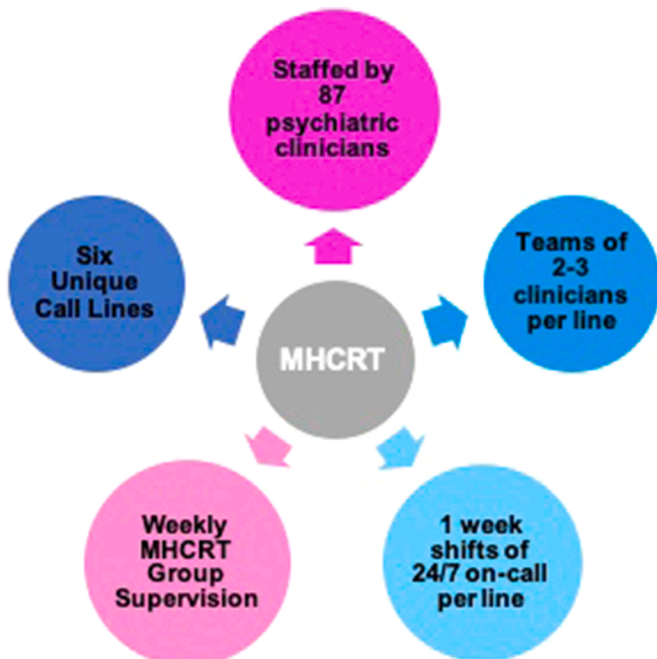 Staffed by
87
psychiatric
clinicians
Six
Unique
Call Lines
Teams of
2-3
clinicians
per line
MHCRT
Weekly
MHCRT
Group
Supervision
1 week
shifts of
24/7 on-call
per line